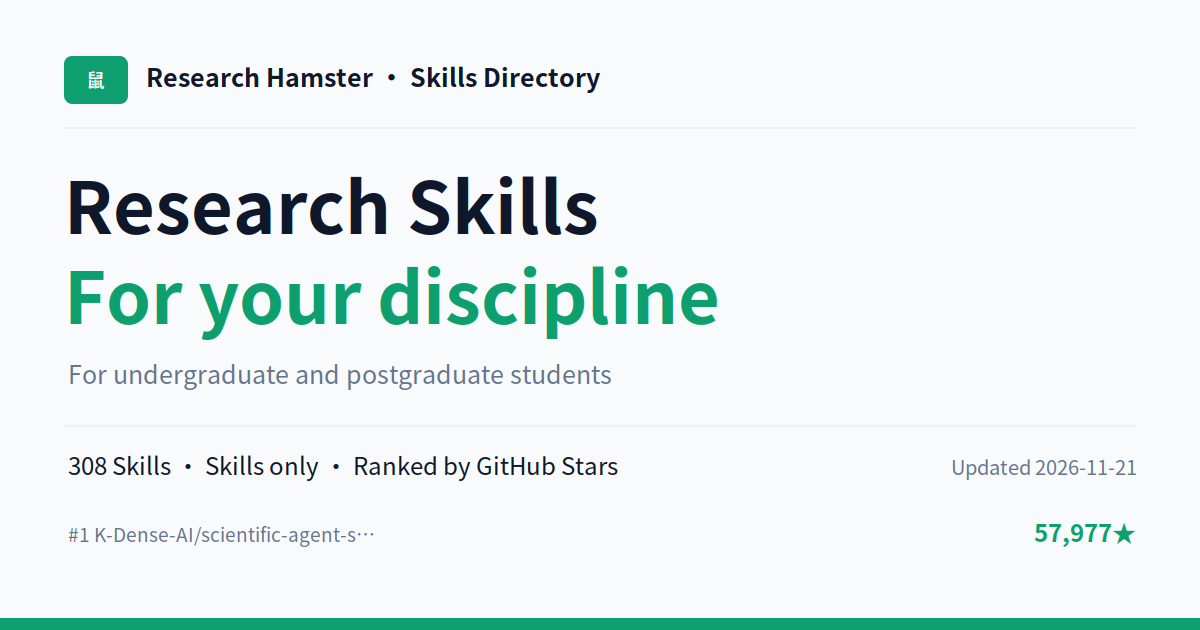 鼠 Research Hamster • Skills Directory
Research Skills
For your discipline
For undergraduate and postgraduate students
308 Skills • Skills only • Ranked by GitHub Stars Updated 2026-11-21
#1 K-Dense-AI/scientific-agent-s⋯ 57,977★